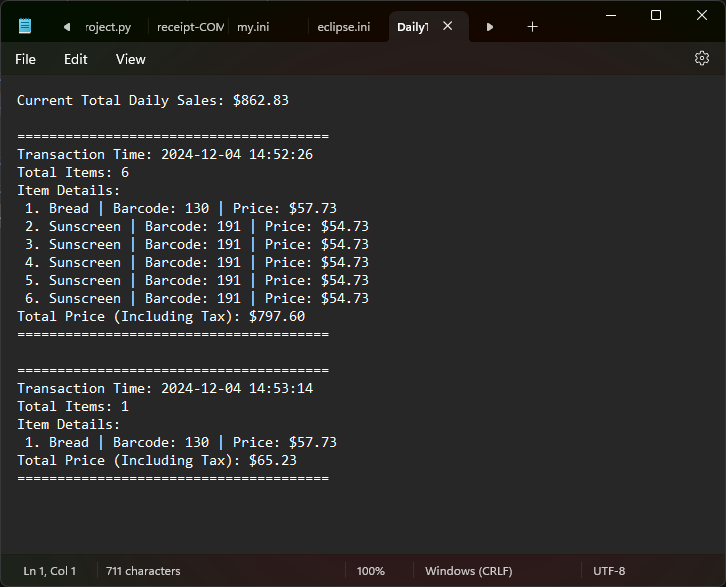 roject.py receipt-COM my.ini eclipse.ini DailyT
File Edit View
Current Total Daily Sales: $862.83
=======================================
Transaction Time: 2024-12-04 14:52:26
Total Items: 6
Item Details:
1. Bread | Barcode: 130 | Price: $57.73
2. Sunscreen | Barcode: 191 | Price: $54.73
3. Sunscreen | Barcode: 191 | Price: $54.73
4. Sunscreen | Barcode: 191 | Price: $54.73
5. Sunscreen | Barcode: 191 | Price: $54.73
6. Sunscreen | Barcode: 191 | Price: $54.73
Total Price (Including Tax): $797.60
=======================================
=======================================
Transaction Time: 2024-12-04 14:53:14
Total Items: 1
Item Details:
1. Bread | Barcode: 130 | Price: $57.73
Total Price (Including Tax): $65.23
=======================================
Ln 1, Col 1 711 characters 100% Windows (CRLF) UTF-8